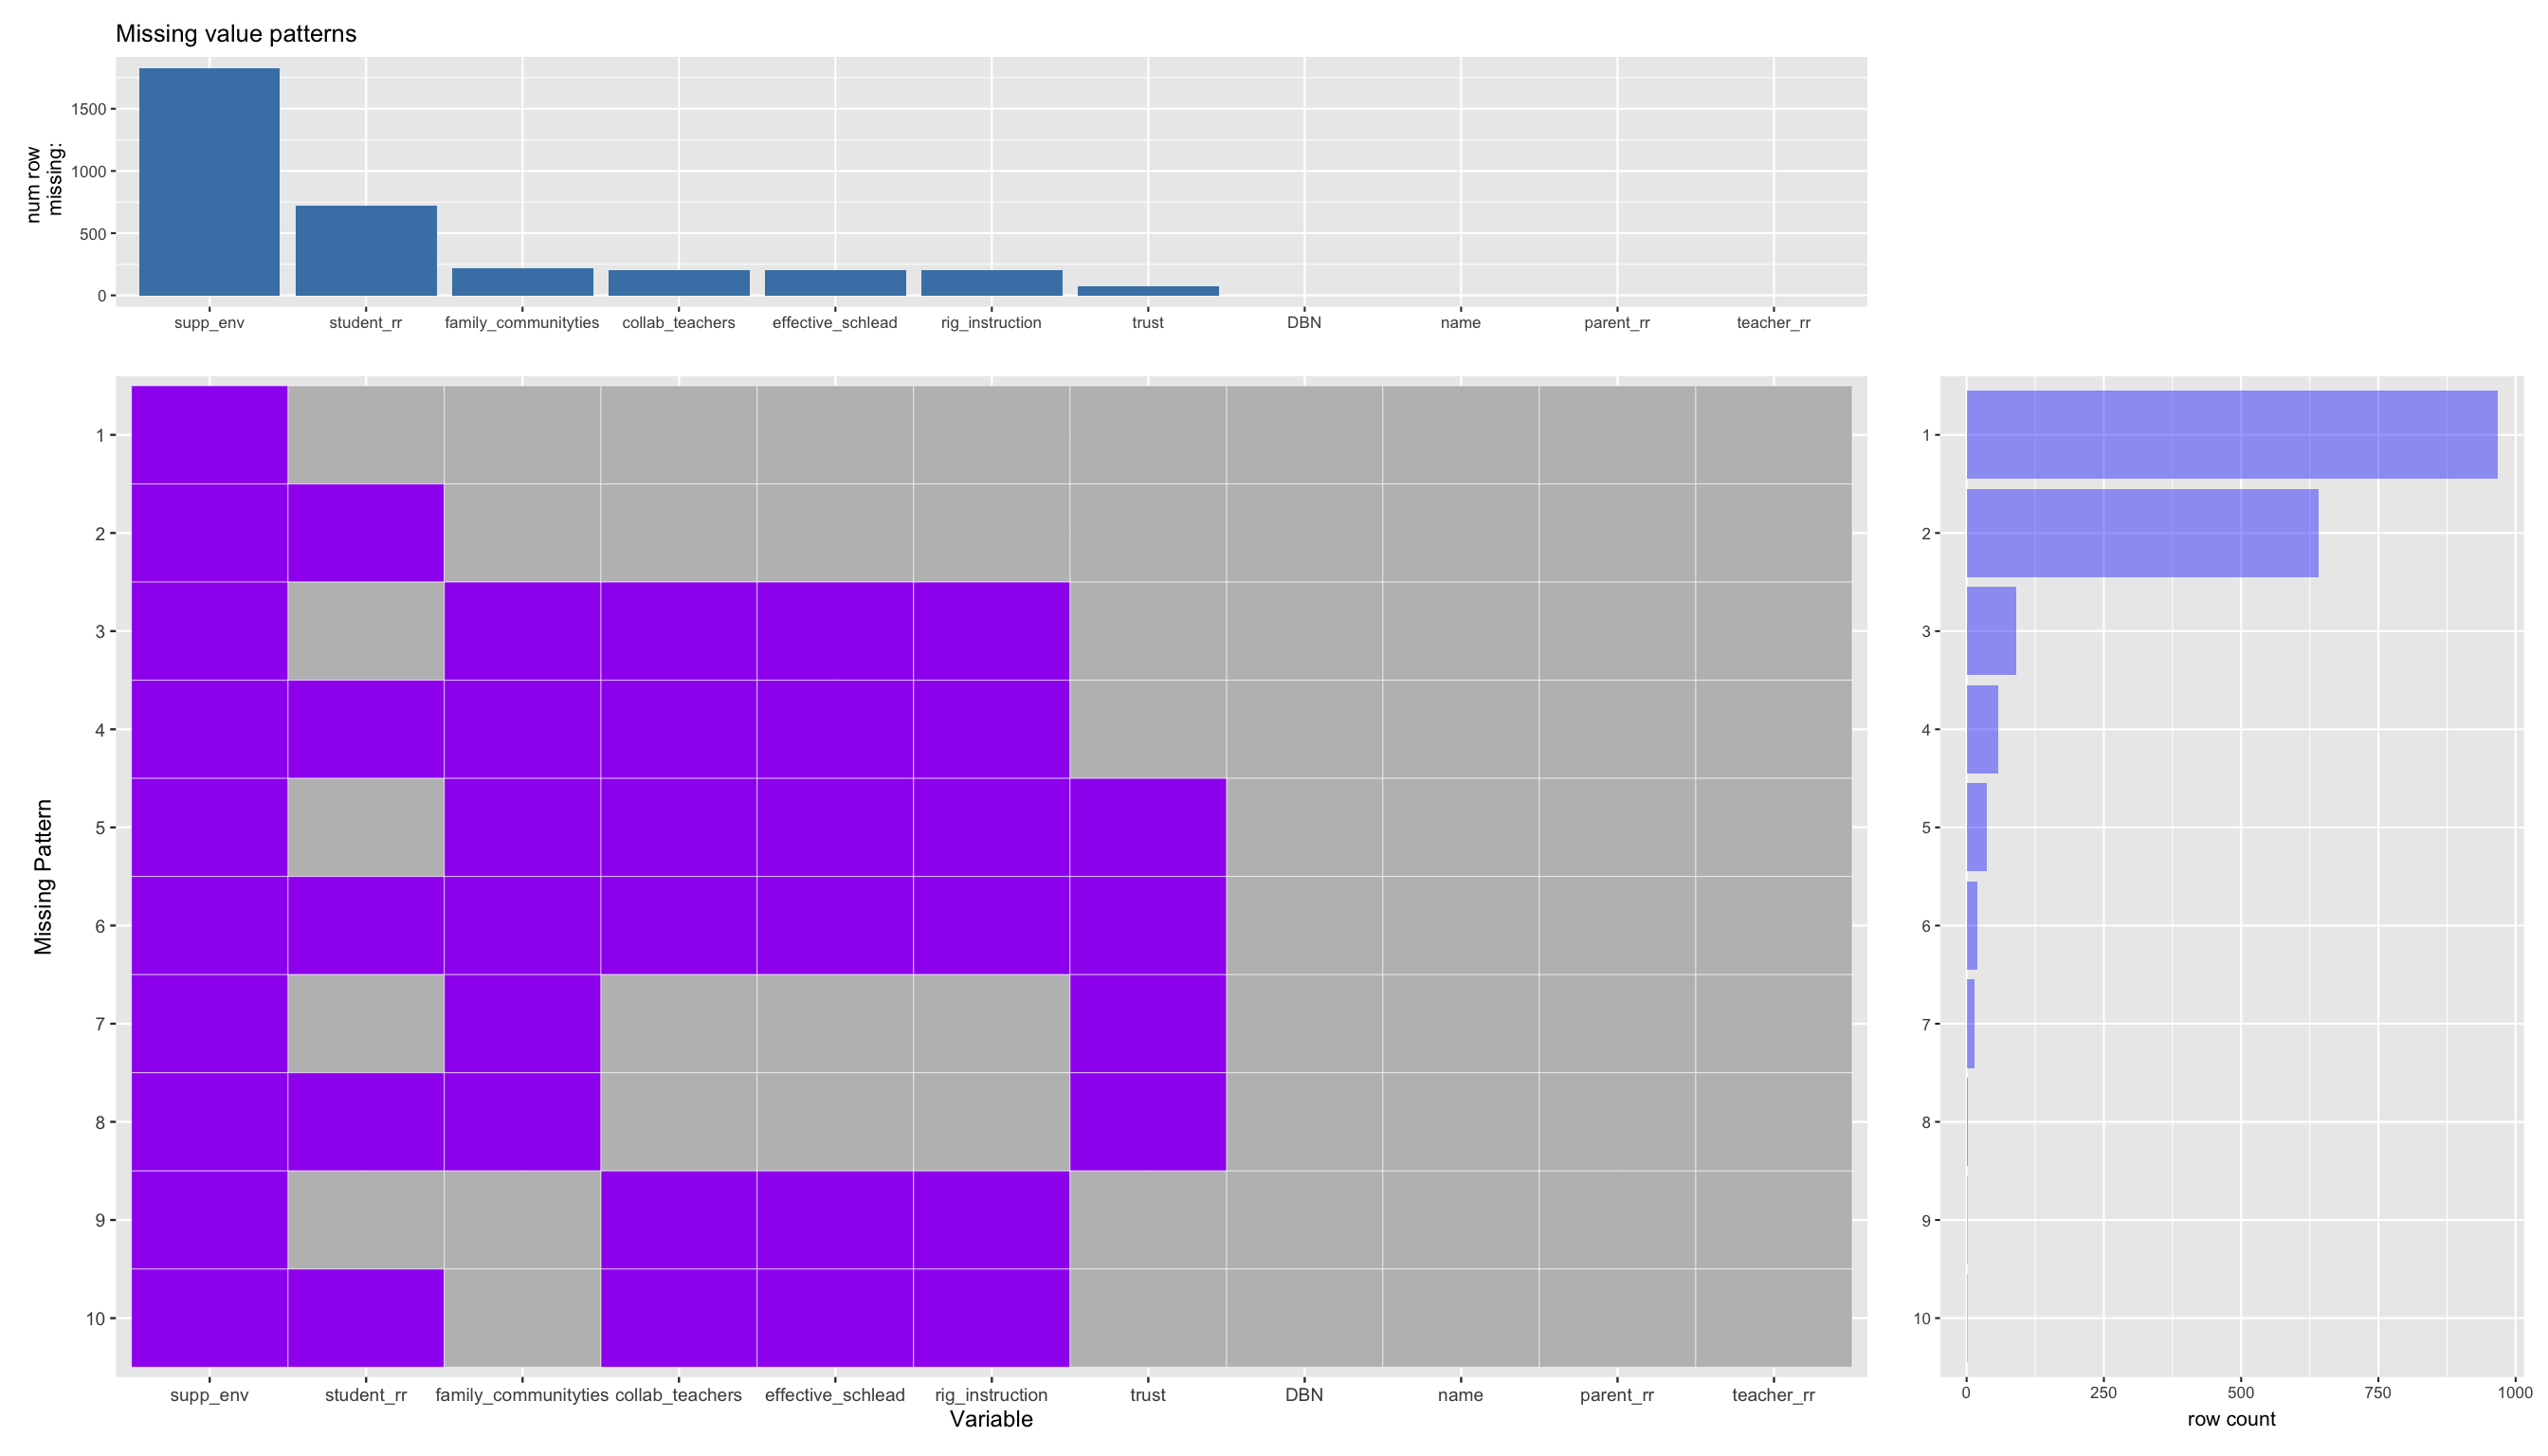 Missing value patterns
num row
missing:
1500
1000
500
0
supp_env student_rr family_communityties collab_teachers effective_schlead rig_instruction trust DBN name parent_rr teacher_rr
Missing Pattern
1
2
3
4
5
6
7
8
9
10
supp_env student_rr family_communityties collab_teachers effective_schlead rig_instruction trust DBN name parent_rr teacher_rr
Variable
1
2
3
4
5
6
7
8
9
10
0 250 500 750 1000
row count